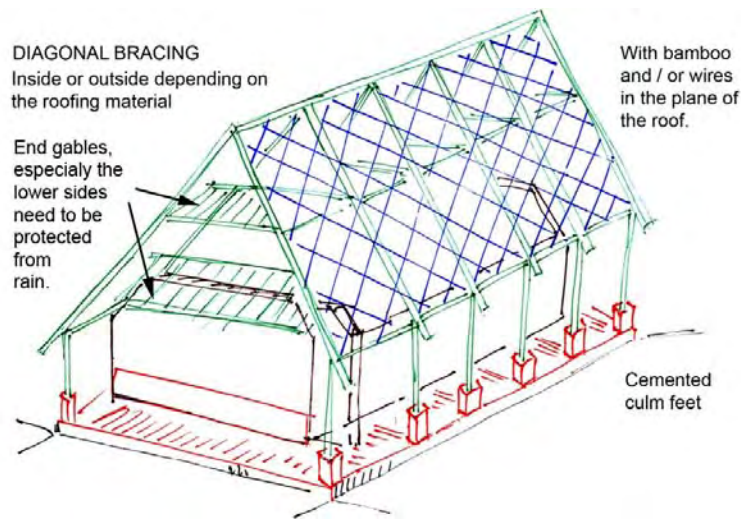 DIAGONAL BRACING
Inside or outside depending on
the roofing material
End gables,
especialy the
lower sides
need to be
protected
from
rain.
With bamboo
and / or wires
in the plane of
the roof.
Cemented
culm feet